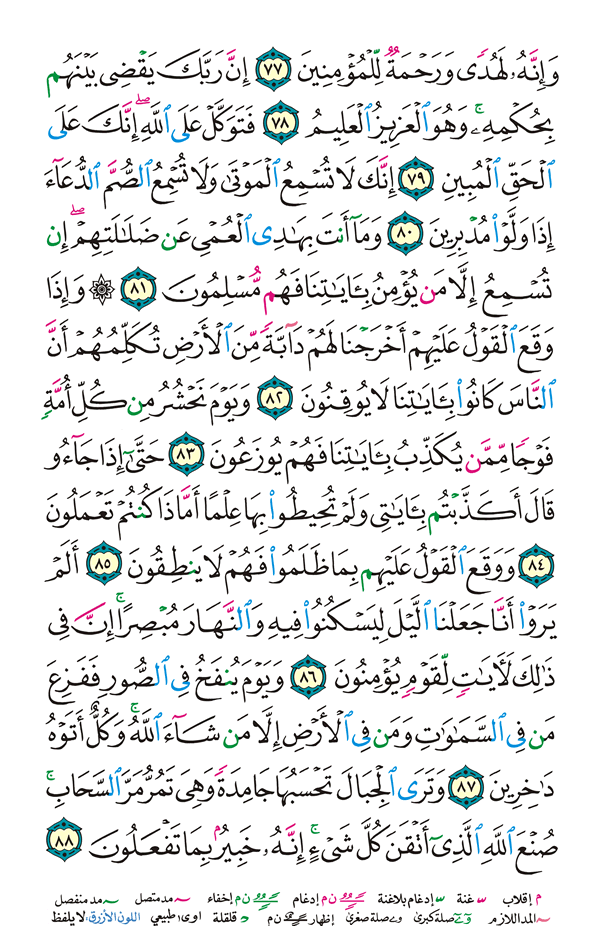 وَإِنَّهُۥ لَهُدًى وَرَحْمَةٌ لِّلْمُؤْمِنِينَ ٧٧ إِنَّ رَبَّكَ يَقْضِى بَيْنَهُم
بِحُكْمِهِۦ ۚ وَهُوَ ٱلْعَزِيزُ ٱلْعَلِيمُ ٧٨ فَتَوَكَّلْ عَلَى ٱللَّهِ ۖ إِنَّكَ عَلَى
ٱلْحَقِّ ٱلْمُبِينِ ٧٩ إِنَّكَ لَا تُسْمِعُ ٱلْمَوْتَىٰ وَلَا تُسْمِعُ ٱلصُّمَّ ٱلدُّعَآءَ
إِذَا وَلَّوْا۟ مُدْبِرِينَ ٨٠ وَمَآ أَنتَ بِهَـٰدِى ٱلْعُمْىِ عَن ضَلَـٰلَتِهِمْ ۖ إِن
تُسْمِعُ إِلَّا مَن يُؤْمِنُ بِـَٔايَـٰتِنَا فَهُم مُّسْلِمُونَ ٨١ ۞ وَإِذَا
وَقَعَ ٱلْقَوْلُ عَلَيْهِمْ أَخْرَجْنَا لَهُمْ دَآبَّةً مِّنَ ٱلْأَرْضِ تُكَلِّمُهُمْ أَنَّ
ٱلنَّاسَ كَانُوا۟ بِـَٔايَـٰتِنَا لَا يُوقِنُونَ ٨٢ وَيَوْمَ نَحْشُرُ مِن كُلِّ أُمَّةٍ
فَوْجًا مِّمَّن يُكَذِّبُ بِـَٔايَـٰتِنَا فَهُمْ يُوزَعُونَ ٨٣ حَتَّىٰٓ إِذَا جَآءُو
قَالَ أَكَذَّبْتُم بِـَٔايَـٰتِى وَلَمْ تُحِيطُوا۟ بِهَا عِلْمًا أَمَّاذَا كُنتُمْ تَعْمَلُونَ
٨٤ وَوَقَعَ ٱلْقَوْلُ عَلَيْهِم بِمَا ظَلَمُوا۟ فَهُمْ لَا يَنطِقُونَ ٨٥ أَلَمْ
يَرَوْا۟ أَنَّا جَعَلْنَا ٱلَّيْلَ لِيَسْكُنُوا۟ فِيهِ وَٱلنَّهَارَ مُبْصِرًا ۚ إِنَّ فِى
ذَٰلِكَ لَـَٔايَـٰتٍ لِّقَوْمٍ يُؤْمِنُونَ ٨٦ وَيَوْمَ يُنفَخُ فِى ٱلصُّورِ فَفَزِعَ
مَن فِى ٱلسَّمَـٰوَٰتِ وَمَن فِى ٱلْأَرْضِ إِلَّا مَن شَآءَ ٱللَّهُ ۚ وَكُلٌّ أَتَوْهُ
دَٰخِرِينَ ٨٧ وَتَرَى ٱلْجِبَالَ تَحْسَبُهَا جَامِدَةً وَهِىَ تَمُرُّ مَرَّ ٱلسَّحَابِ ۚ
صُنْعَ ٱللَّهِ ٱلَّذِىٓ أَتْقَنَ كُلَّ شَىْءٍ ۚ إِنَّهُۥ خَبِيرٌۢ بِمَا تَفْعَلُونَ ٨٨
م إقلاب غنة إدغام بلاغنة ن م إدغام ن م إخفاء مد متصل مد منفصل
المد اللازم صلة كبرى صلة صغرى إظهار ن م قلقلة اوى: طبيعي اللون الأزرق: لا يلفظ